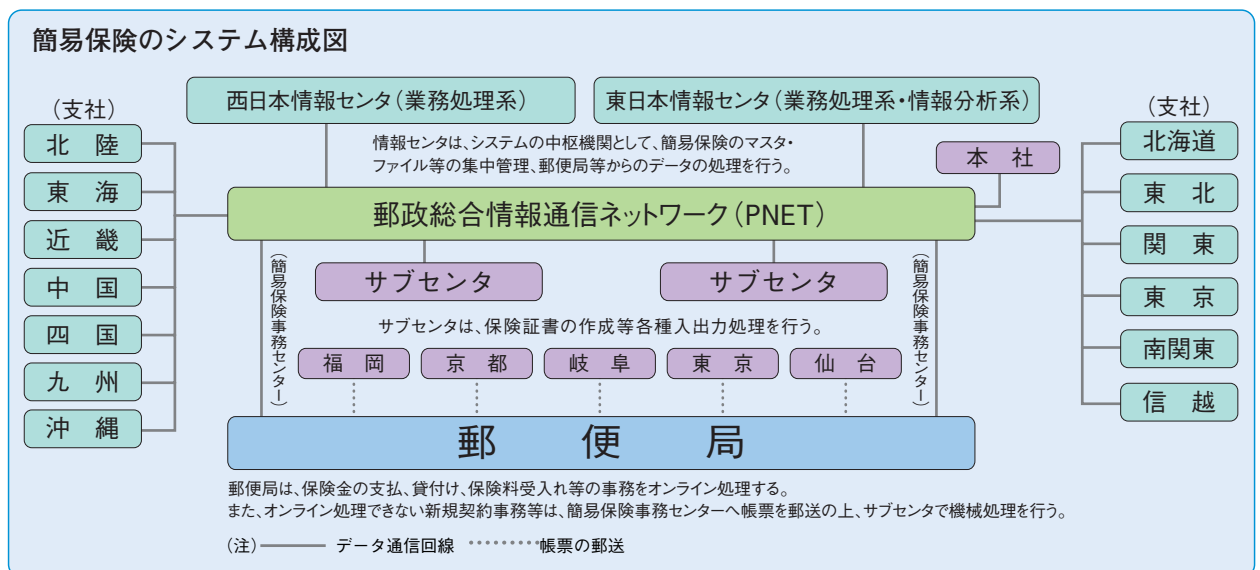 簡易保険のシステム構成図
西日本情報センタ（業務処理系）
東日本情報センタ（業務処理系・情報分析系）
（支社）
北　陸
東　海
近　畿
中　国
四　国
九　州
沖　縄
情報センタは、システムの中枢機関として、簡易保険のマスタ・
ファイル等の集中管理、郵便局等からのデータの処理を行う。
本　社
（支社）
北海道
東　北
関　東
東　京
南関東
信　越
郵政総合情報通信ネットワーク（PNET）
（簡易保険事務センター）
サブセンタ
サブセンタ
（簡易保険事務センター）
サブセンタは、保険証書の作成等各種入出力処理を行う。
福　岡
京　都
岐　阜
東　京
仙　台
郵　便　局
郵便局は、保険金の支払、貸付け、保険料受入れ等の事務をオンライン処理する。
また、オンライン処理できない新規契約事務等は、簡易保険事務センターへ帳票を郵送の上、サブセンタで機械処理を行う。
（注）——— データ通信回線 ………帳票の郵送